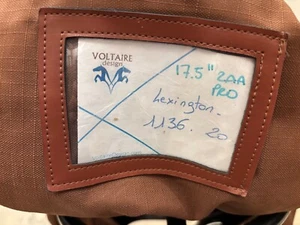 VOLTAIRE
design
17.5" 2AA
PRO
Lexington.
1136. 20